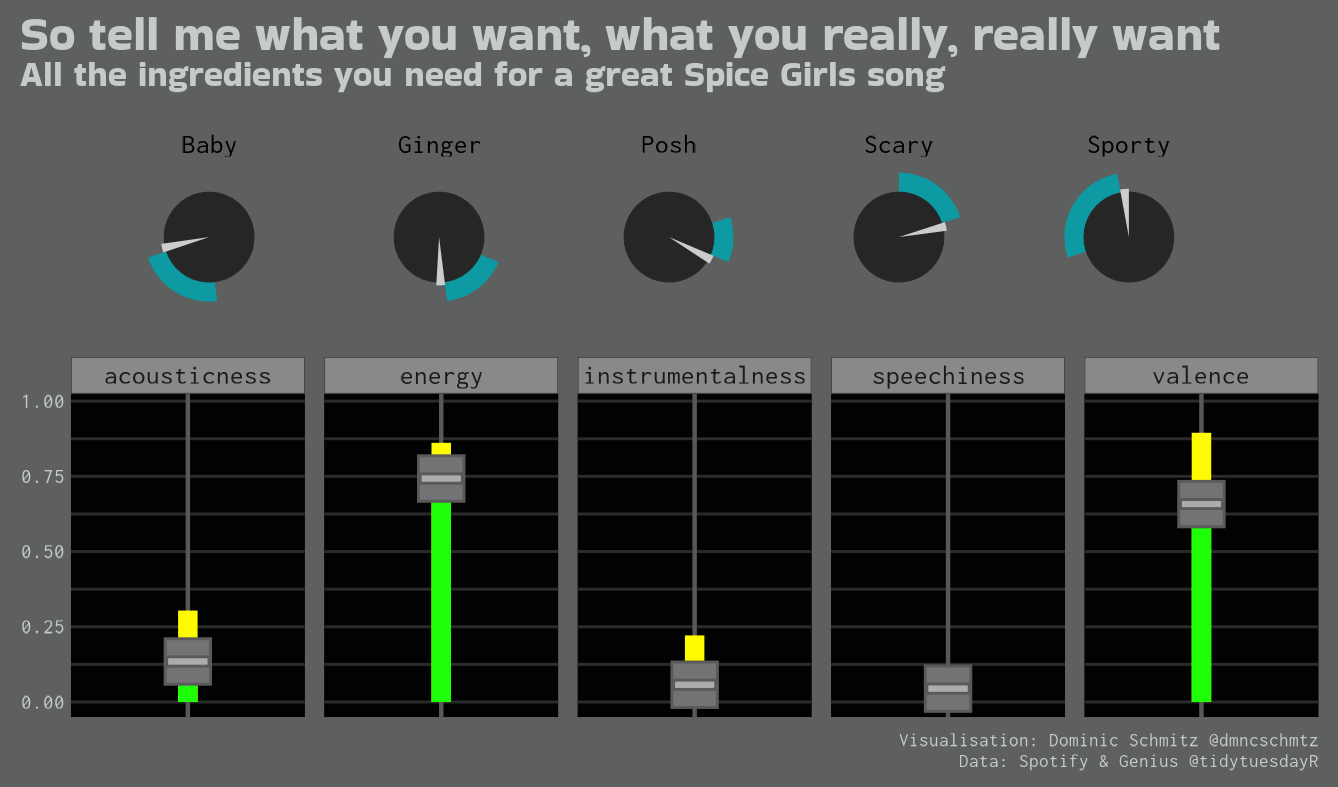 So tell me what you want, what you really, really want
All the ingredients you need for a great Spice Girls song
Baby Ginger Posh Scary Sporty
acousticness energy instrumentalness speechiness valence
1.00
0.75
0.50
0.25
0.00
Visualisation: Dominic Schmitz @dmncschmtz
Data: Spotify & Genius @tidytuesdayR